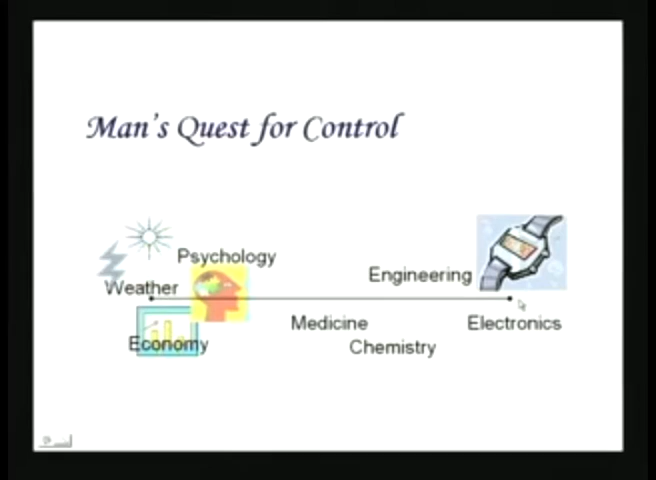 Man's Quest for Control
Psychology
Engineering
Weather
Medicine
Electronics
Economy
Chemistry